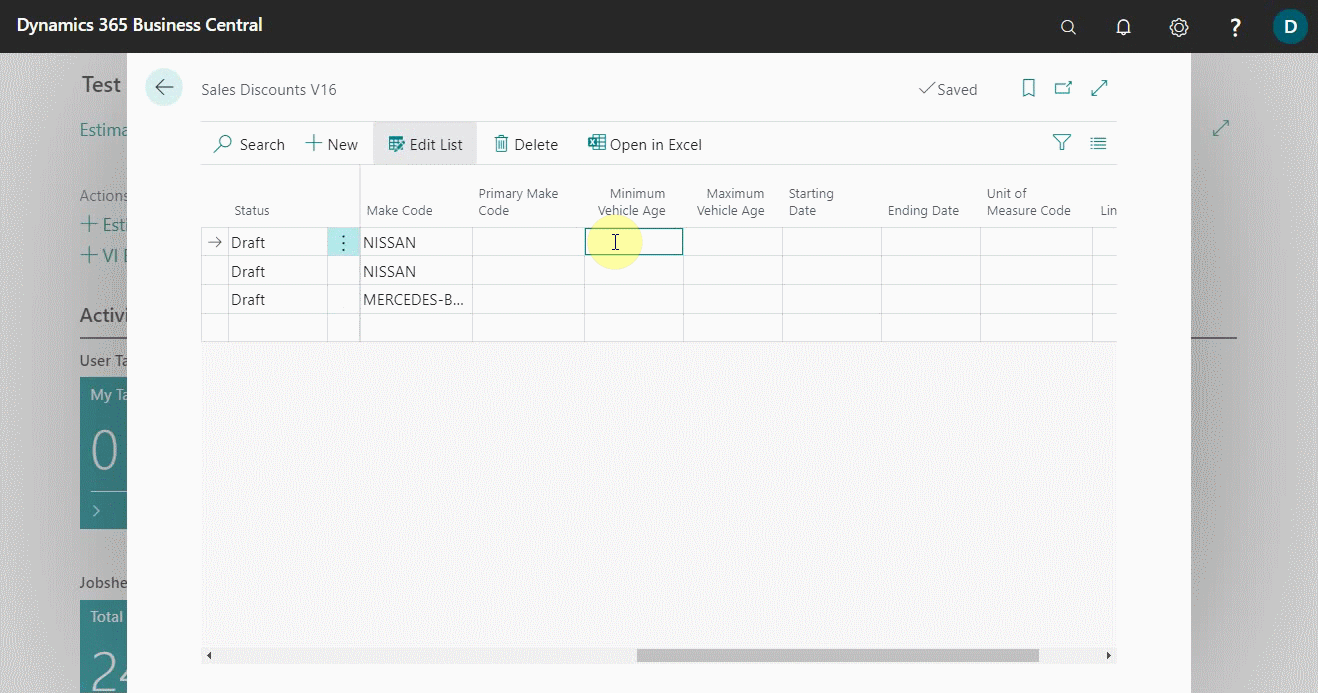 Dynamics 365 Business Central
?
D
Test
Sales Discounts V16
Saved
Estima
Search
New
Edit List
Delete
Open in Excel
Actions
Esti
VI E
Status
Make Code
Primary Make
Code
Minimum
Vehicle Age
Maximum
Vehicle Age
Starting
Date
Ending Date
Unit of
Measure Code
Lin
Draft
NISSAN
Draft
NISSAN
Draft
MERCEDES-B...
Activi
User Ta
My Ta
0
Jobshe
Total
24